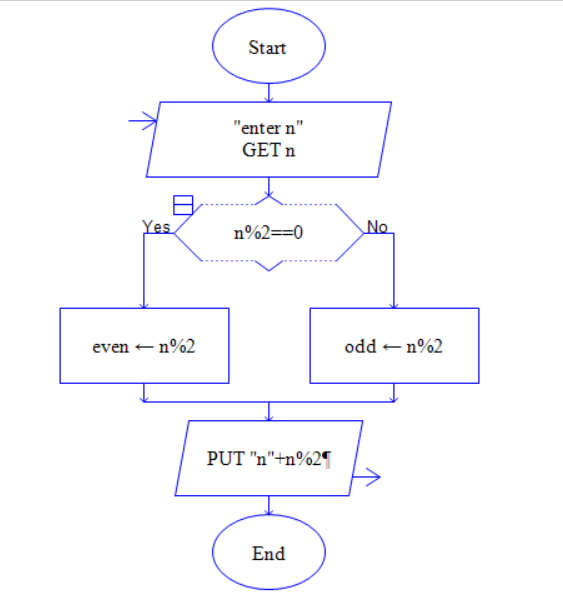 Start
"enter n"
GET n
Yes
n%2==0
No
even ← n%2
odd ← n%2
PUT "n"+n%2¶
End